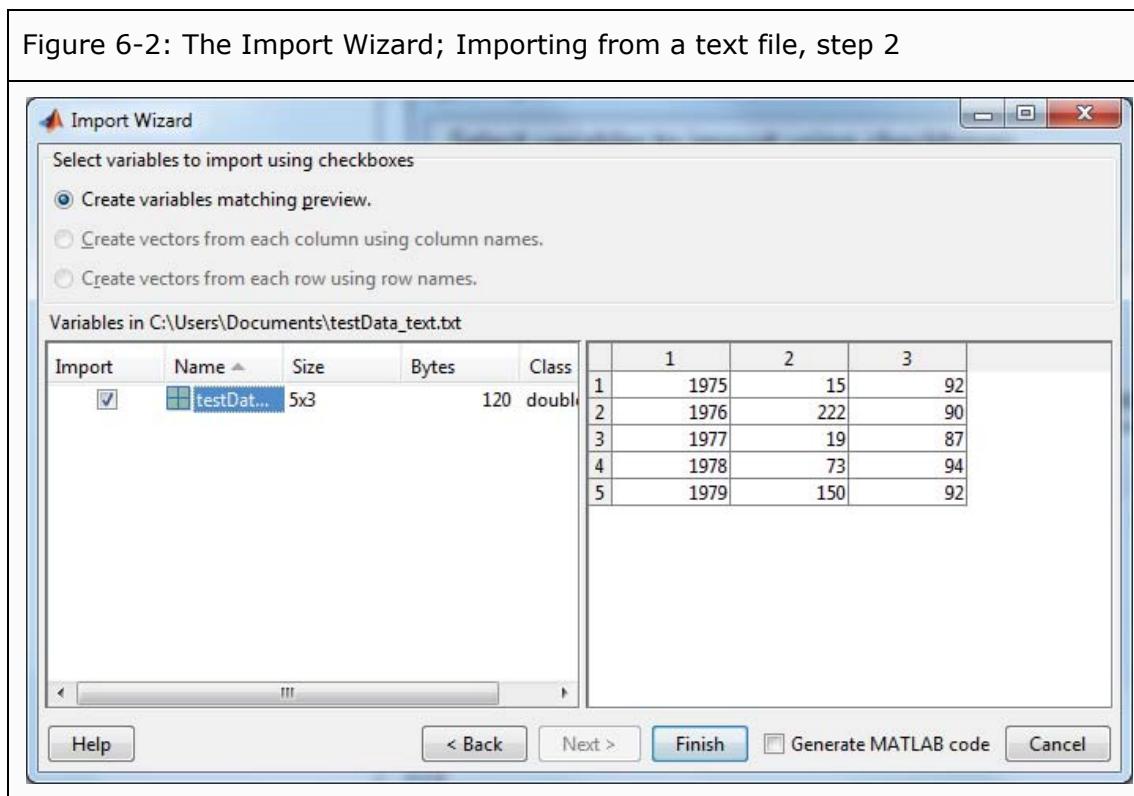 Figure 6-2: The Import Wizard; Importing from a text file, step 2
Import Wizard
Select variables to import using checkboxes
Create variables matching preview.
Create vectors from each column using column names.
Create vectors from each row using row names.
Variables in C:\Users\Documents\testData_text.txt
Import Name Size Bytes Class
testDat... 5x3 120 double
1 2 3
1 1975 15 92
2 1976 222 90
3 1977 19 87
4 1978 73 94
5 1979 150 92
Help < Back Next > Finish Generate MATLAB code Cancel